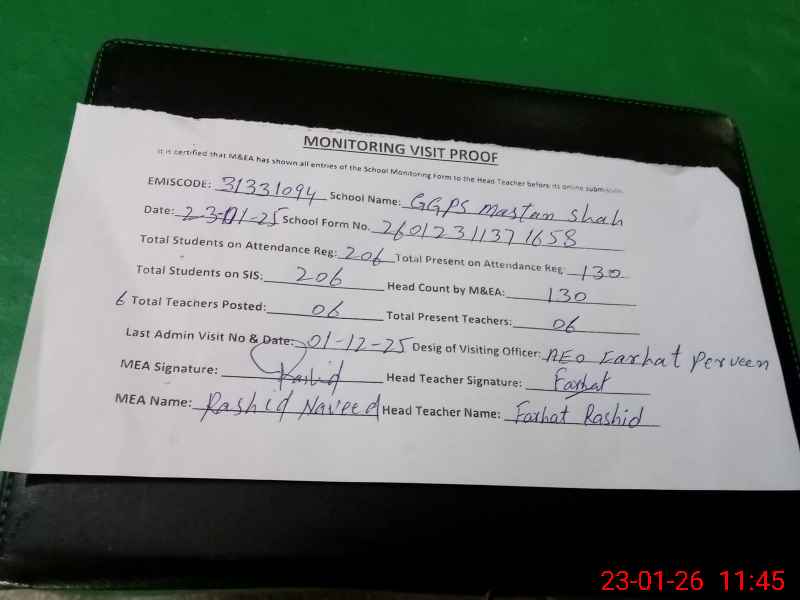 MONITORING VISIT PROOF
It is certified that M&EA has shown all entries of the School Monitoring Form to the Head Teacher before its online submission.
EMISCODE: 31331094 School Name: GGPS Mastan Shah
Date: 23-01-25 School Form No. 2601231137 1658
Total Students on Attendance Reg: 206 Total Present on Attendance Reg: 130
Total Students on SIS: 206 Head Count by M&EA: 130
6 Total Teachers Posted: 06 Total Present Teachers: 06
Last Admin Visit No & Date: 01-12-25 Desig of Visiting Officer: AEO Farhat Perveen
MEA Signature: Rashid Head Teacher Signature: Farhat
MEA Name: Rashid Naveed Head Teacher Name: Farhat Rashid
23-01-26 11:45